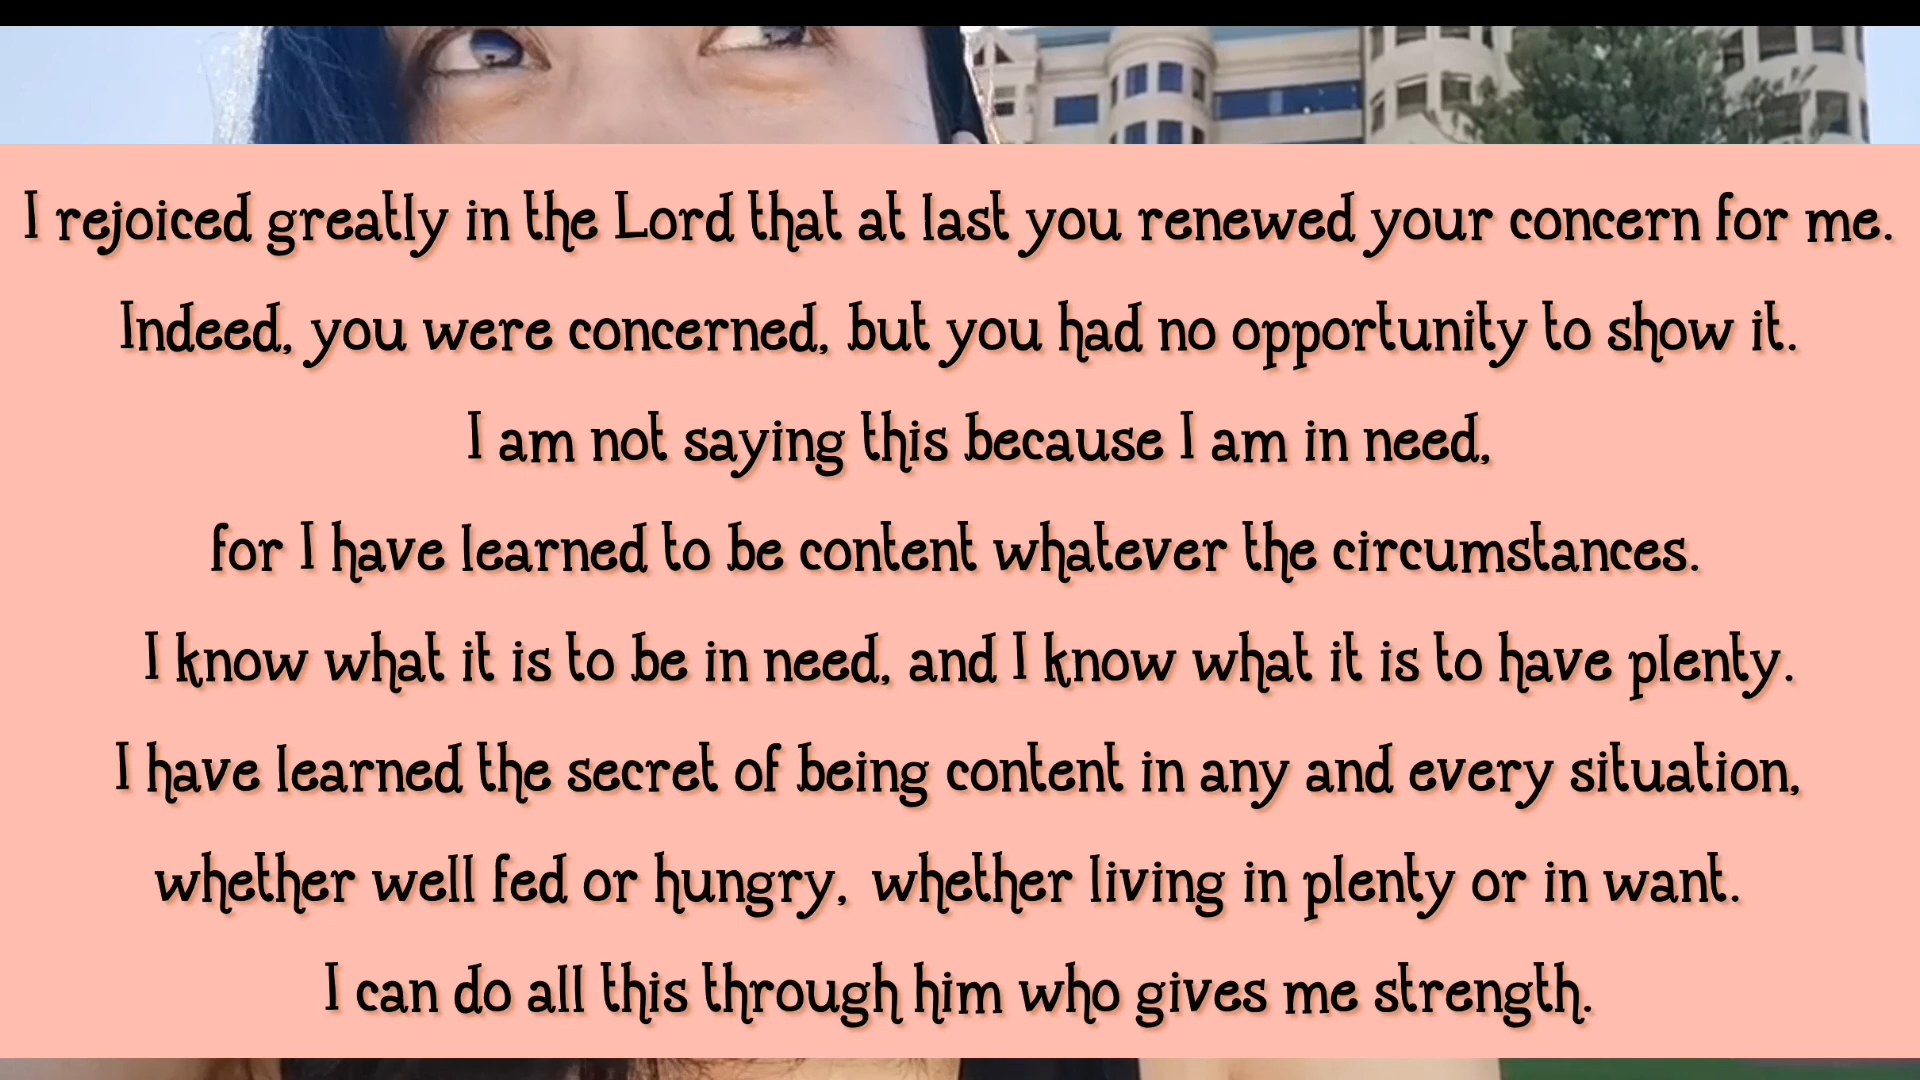 I rejoiced greatly in the Lord that at last you renewed your concern for me.
Indeed, you were concerned, but you had no opportunity to show it.
I am not saying this because I am in need,
for I have learned to be content whatever the circumstances.
I know what it is to be in need, and I know what it is to have plenty.
I have learned the secret of being content in any and every situation,
whether well fed or hungry, whether living in plenty or in want.
I can do all this through him who gives me strength.